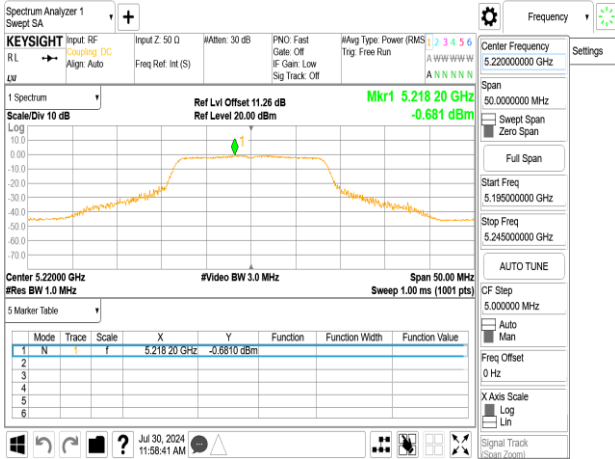 Spectrum Analyzer 1
Swept SA
Frequency
KEYSIGHT
RL
Input: RF
Coupling: DC
Align: Auto
Input Z: 50 Ω
Freq Ref: Int (S)
#Atten: 30 dB
PNO: Fast
Gate: Off
IF Gain: Low
Sig Track: Off
#Avg Type: Power (RMS
Trig: Free Run
1 2 3 4 5 6
A W W W W W
A N N N N N
Center Frequency
5.220000000 GHz
Settings
Span
50.0000000 MHz
Swept Span
Zero Span
Full Span
Start Freq
5.195000000 GHz
Stop Freq
5.245000000 GHz
AUTO TUNE
CF Step
5.000000 MHz
Auto
Man
Freq Offset
0 Hz
X Axis Scale
Log
Lin
Signal Track
(Span Zoom)
1 Spectrum
Scale/Div 10 dB
Log
Ref Lvl Offset 11.26 dB
Ref Level 20.00 dBm
Mkr1 5.218 20 GHz
-0.681 dBm
10.0
0.00
-10.0
-20.0
-30.0
-40.0
-50.0
-60.0
-70.0
1
Center 5.22000 GHz
#Res BW 1.0 MHz
#Video BW 3.0 MHz
Span 50.00 MHz
Sweep 1.00 ms (1001 pts)
5 Marker Table
Mode Trace Scale X Y Function Function Width Function Value
1 N 1 f 5.218 20 GHz -0.6810 dBm
2
3
4
5
6
?
Jul 30, 2024
11:58:41 AM